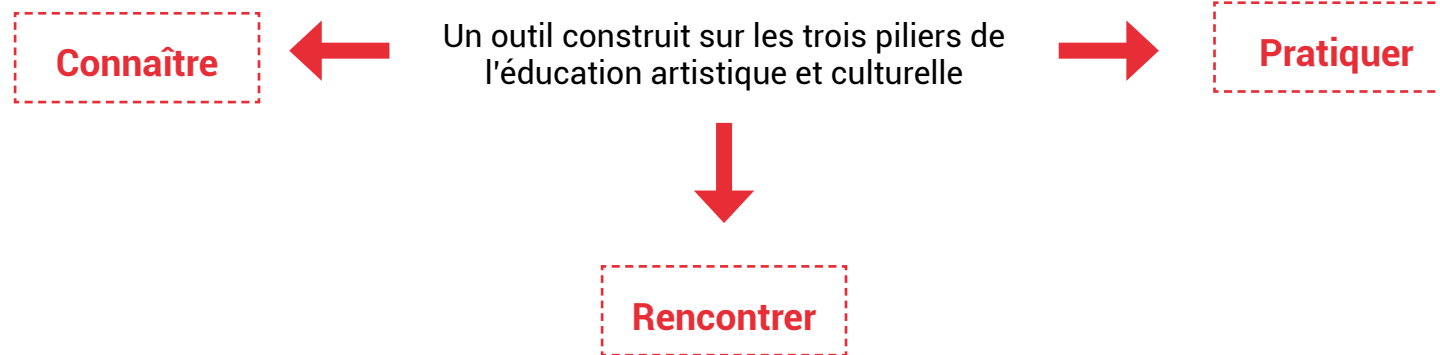 Un outil construit sur les trois piliers de
l'éducation artistique et culturelle
Connaître
Pratiquer
Rencontrer